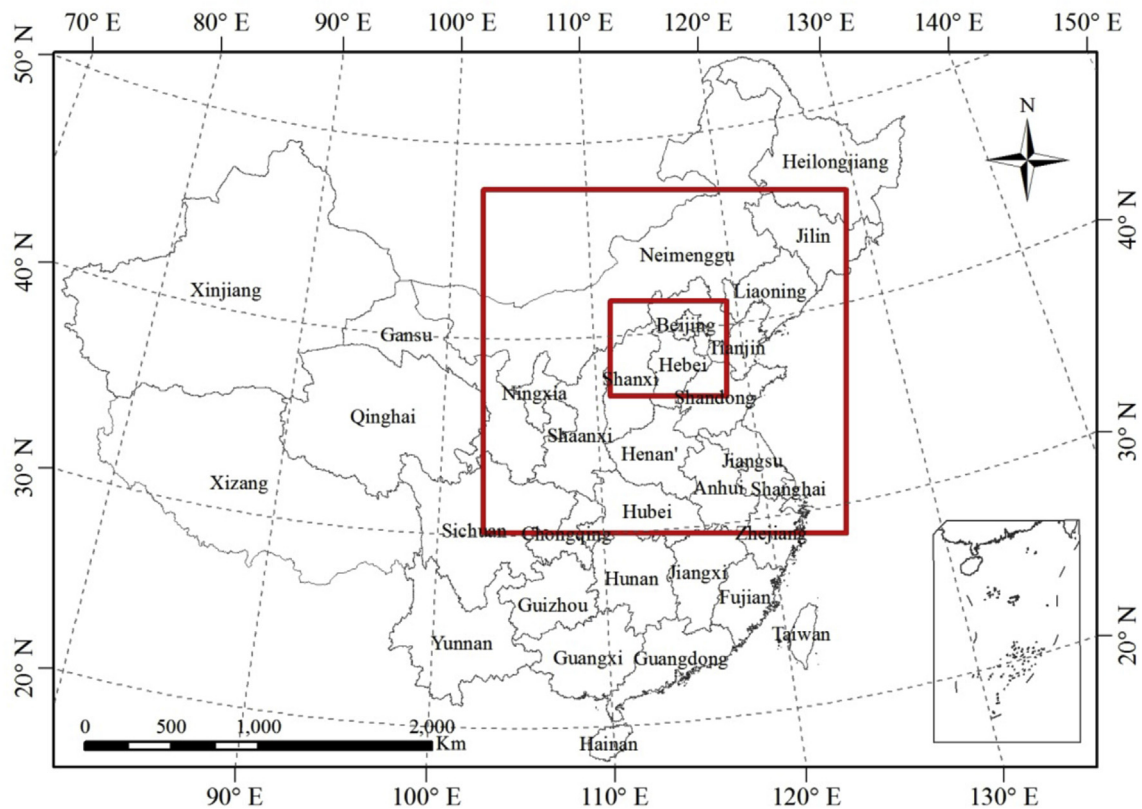 70° E 80° E 90° E 100° E 110° E 120° E 130° E 140° E 150° E
50° N
N
Heilongjiang
40° N
Jilin
40° N
Neimenggu
Xinjiang
Liaoning
Gansu
Beijing
Tianjin
Hebei
Shanxi
Ningxia
Shandong
Qinghai
30° N
Shaanxi
Henan'
30° N
Jiangsu
Xizang
Anhui
Shanghai
Hubei
Sichuan
Chongqing
Zhejiang
Hunan
Jiangxi
Guizhou
Fujian
20° N
Taiwan
Yunnan
20° N
Guangxi
Guangdong
0 500 1,000 2,000
Km
Hainan
90° E 100° E 110° E 120° E 130° E